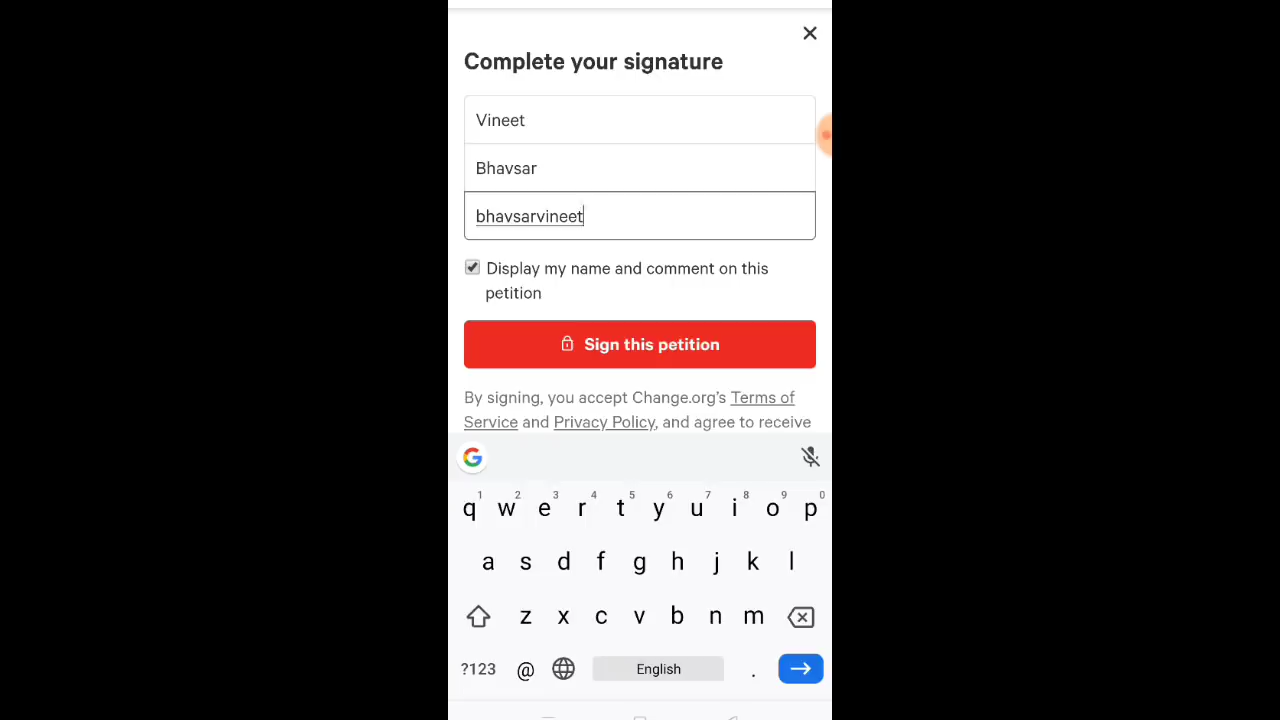 Complete your signature
Vineet
Bhavsar
bhavsarvineet
Display my name and comment on this
petition
Sign this petition
By signing, you accept Change.org’s Terms of
Service and Privacy Policy, and agree to receive
G
1 2 3 4 5 6 7 8 9 0
q w e r t y u i o p
a s d f g h j k l
z x c v b n m
?123 @ English .